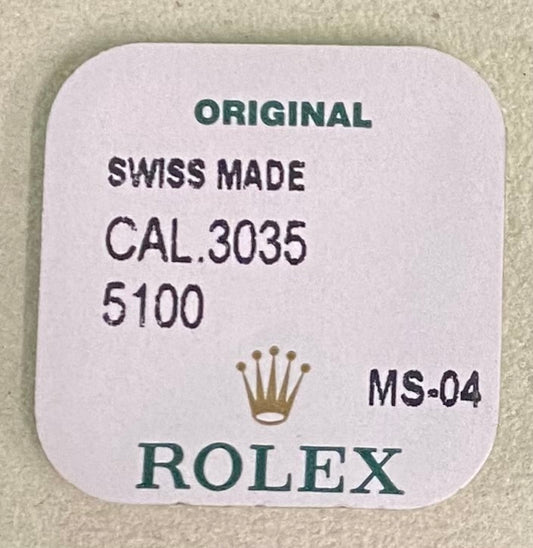 ORIGINAL
SWISS MADE
CAL.3035
5100
MS-04
ROLEX